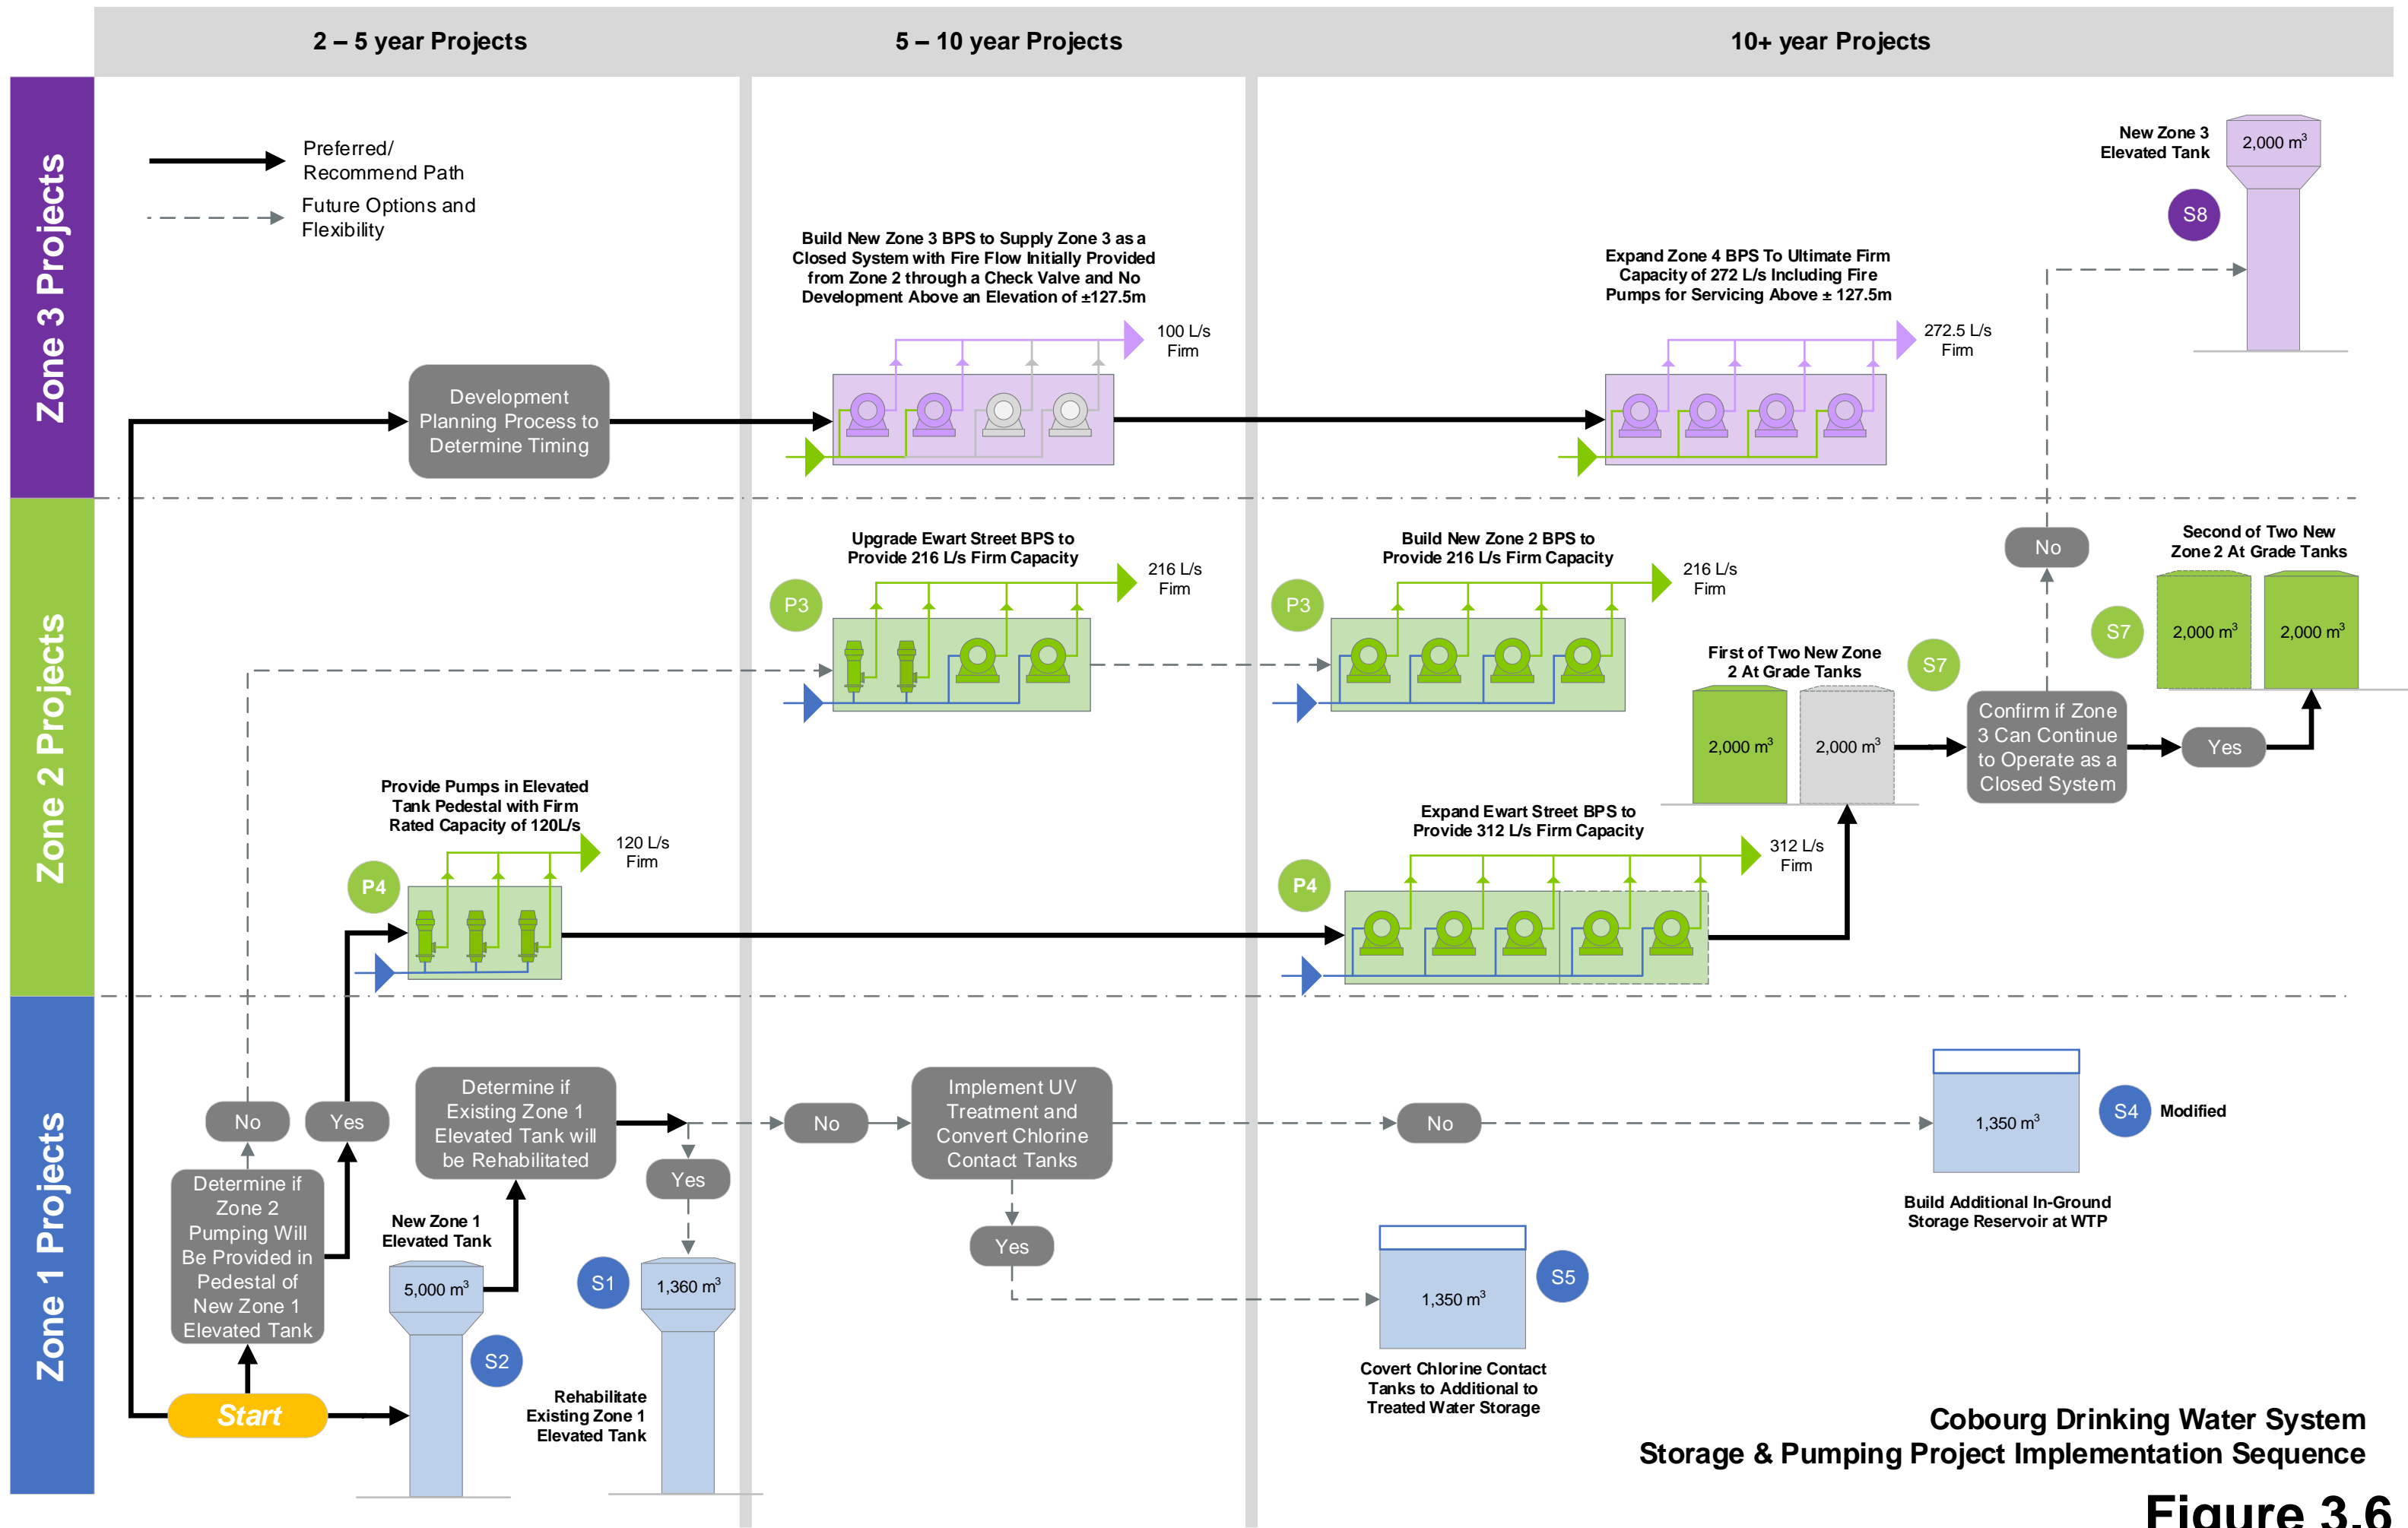 2 – 5 year Projects
5 – 10 year Projects
10+ year Projects
Zone 3 Projects
Preferred/
Recommend Path
Future Options and
Flexibility
Development
Planning Process to
Determine Timing
Build New Zone 3 BPS to Supply Zone 3 as a
Closed System with Fire Flow Initially Provided
from Zone 2 through a Check Valve and No
Development Above an Elevation of ±127.5m
100 L/s
Firm
Expand Zone 4 BPS To Ultimate Firm
Capacity of 272 L/s Including Fire
Pumps for Servicing Above ± 127.5m
272.5 L/s
Firm
New Zone 3
Elevated Tank
2,000 m³
S8
Zone 2 Projects
Upgrade Ewart Street BPS to
Provide 216 L/s Firm Capacity
P3
216 L/s
Firm
Build New Zone 2 BPS to
Provide 216 L/s Firm Capacity
P3
216 L/s
Firm
No
Second of Two New
Zone 2 At Grade Tanks
S7
2,000 m³
2,000 m³
First of Two New Zone
2 At Grade Tanks
S7
2,000 m³
2,000 m³
Confirm if Zone
3 Can Continue
to Operate as a
Closed System
Yes
Provide Pumps in Elevated
Tank Pedestal with Firm
Rated Capacity of 120L/s
120 L/s
Firm
P4
Expand Ewart Street BPS to
Provide 312 L/s Firm Capacity
312 L/s
Firm
P4
Zone 1 Projects
No
Yes
Determine if
Zone 2
Pumping Will
Be Provided in
Pedestal of
New Zone 1
Elevated Tank
Start
Determine if
Existing Zone 1
Elevated Tank will
be Rehabilitated
New Zone 1
Elevated Tank
5,000 m³
S2
Yes
S1
1,360 m³
Rehabilitate
Existing Zone 1
Elevated Tank
No
Implement UV
Treatment and
Convert Chlorine
Contact Tanks
Yes
No
1,350 m³
S5
Covert Chlorine Contact
Tanks to Additional to
Treated Water Storage
1,350 m³
S4
Modified
Build Additional In-Ground
Storage Reservoir at WTP
Cobourg Drinking Water System
Storage & Pumping Project Implementation Sequence
Figure 3.6